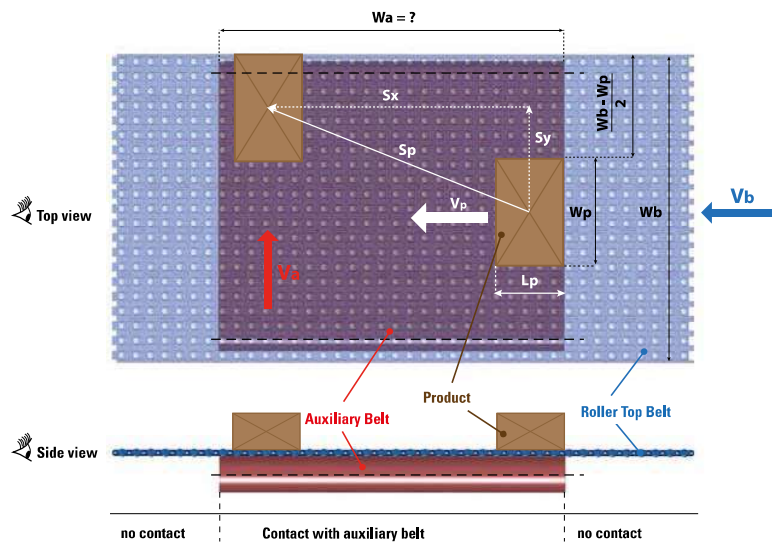 Wa = ?
Sx
Sp
Sy
Wb - Wp
2
Top view
Vp
Wp
Wb
Vb
Va
Lp
Product
Auxiliary Belt
Roller Top Belt
Side view
no contact
Contact with auxiliary belt
no contact